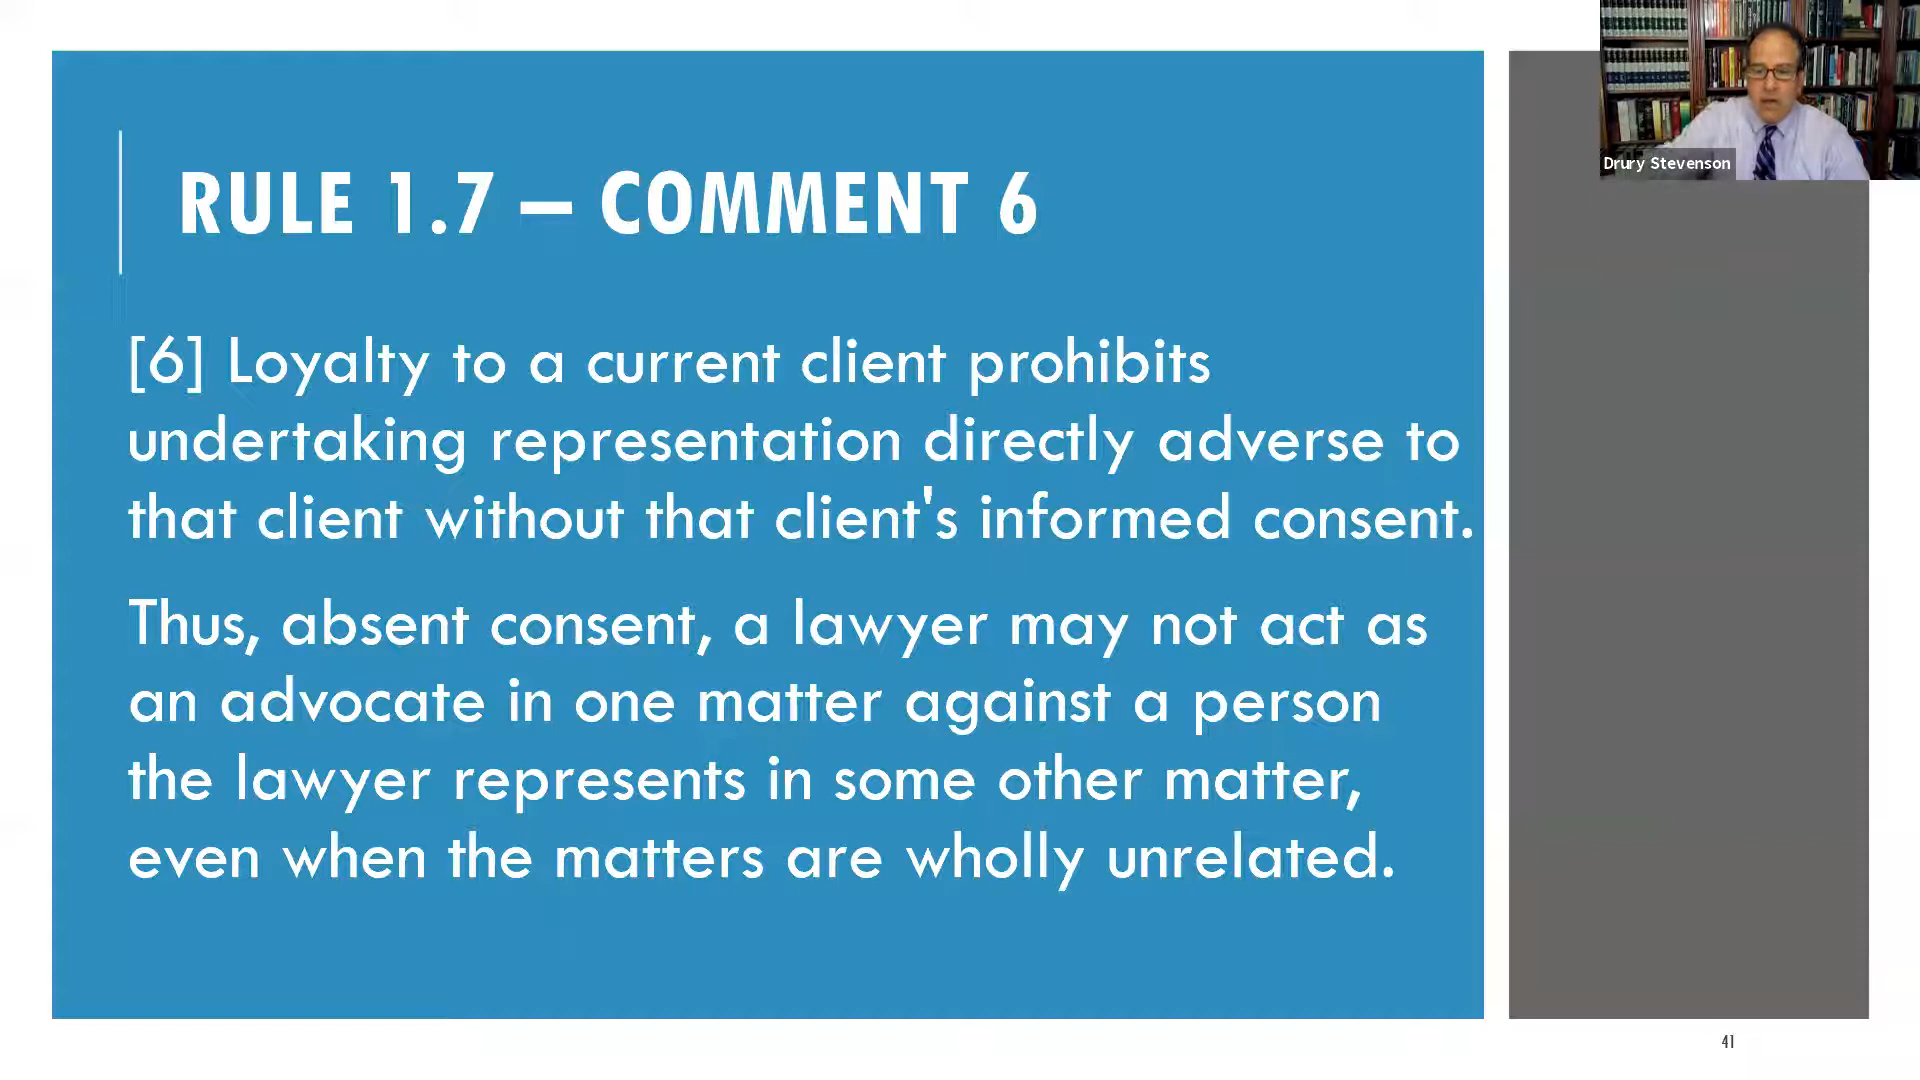 RULE 1.7 – COMMENT 6
[6] Loyalty to a current client prohibits
undertaking representation directly adverse to
that client without that client's informed consent.
Thus, absent consent, a lawyer may not act as
an advocate in one matter against a person
the lawyer represents in some other matter,
even when the matters are wholly unrelated.
Drury Stevenson
41